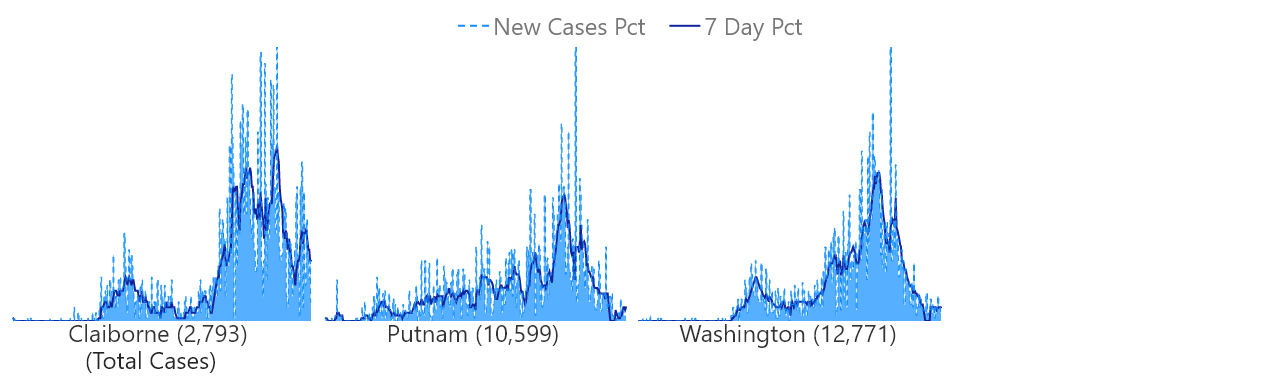 New Cases Pct 7 Day Pct
Claiborne (2,793) Putnam (10,599) Washington (12,771)
(Total Cases)